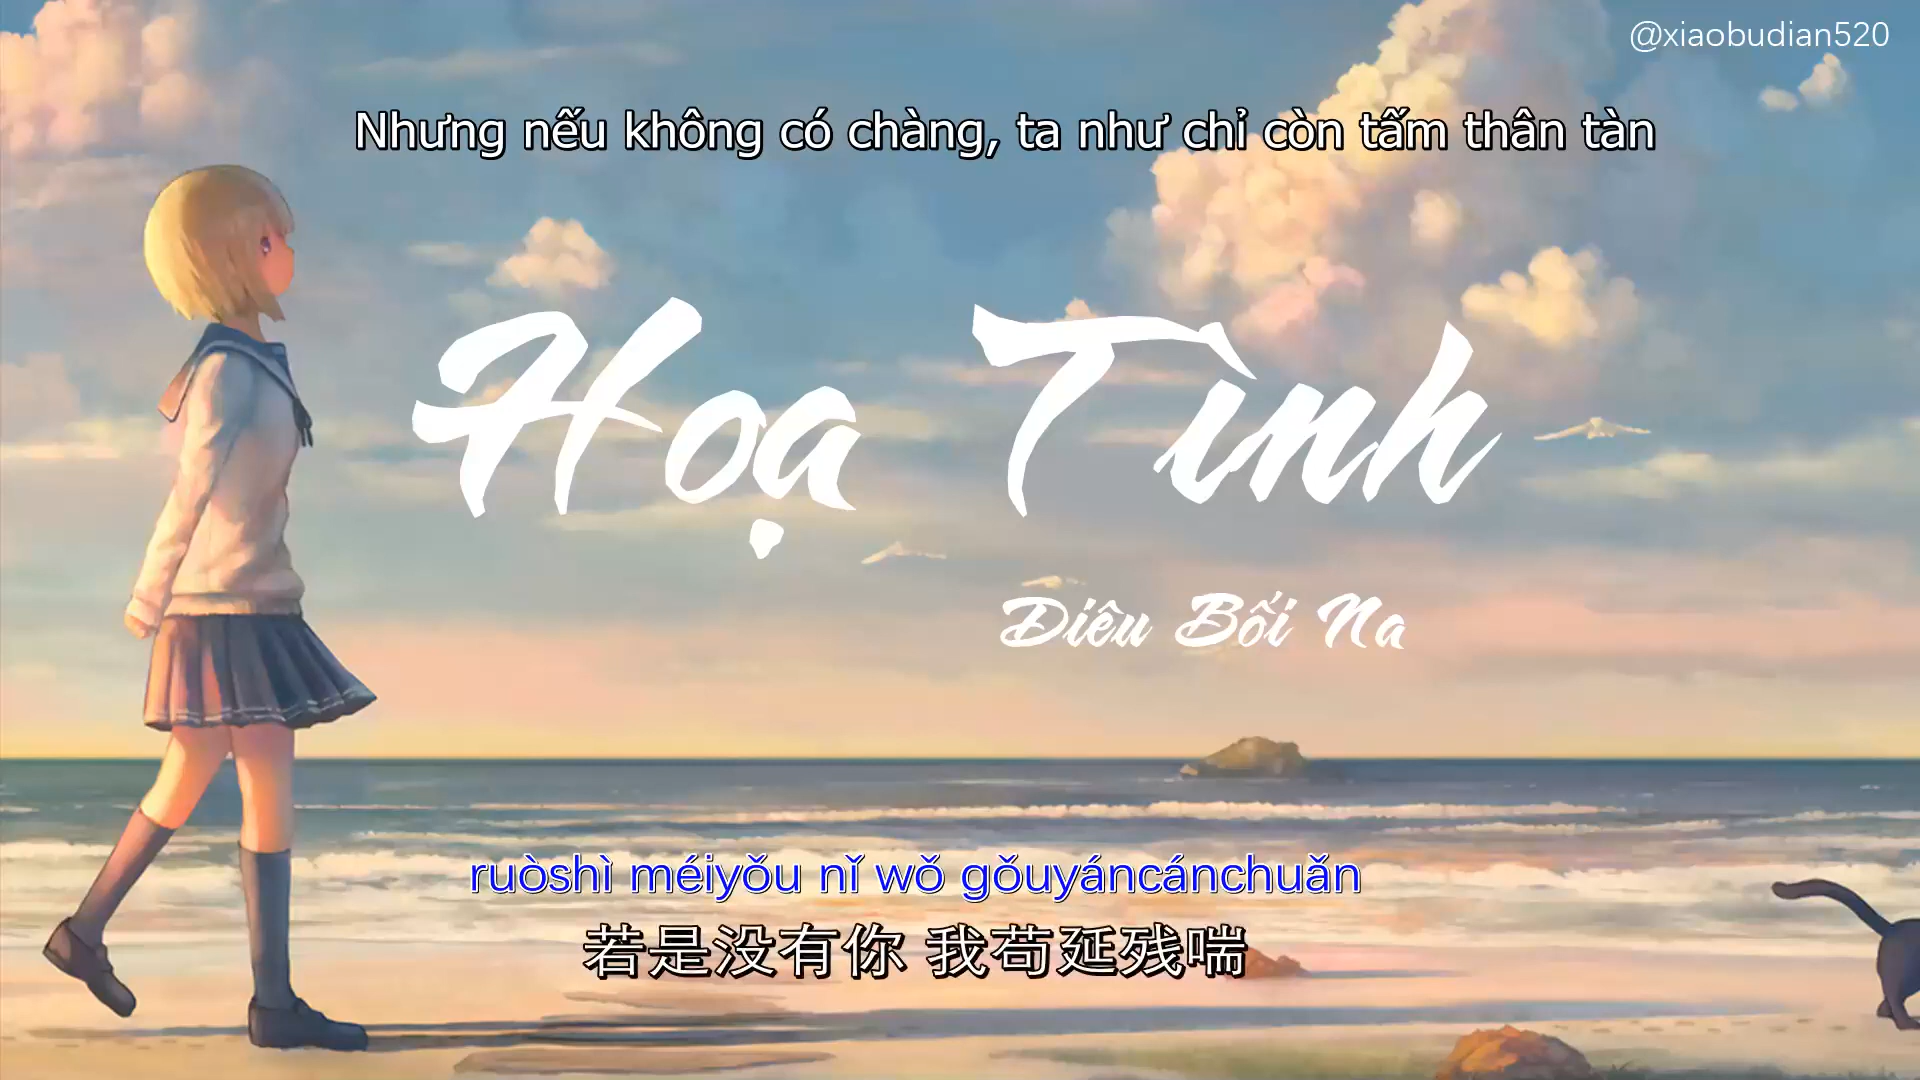 @xiaobudian520
Nhưng nếu không có chàng, ta như chỉ còn tấm thân tàn
Hoạ Tình
Diêu Bối Na
ruòshì méiyǒu nǐ wǒ gǒuyáncánchuǎn
若是没有你 我苟延残喘